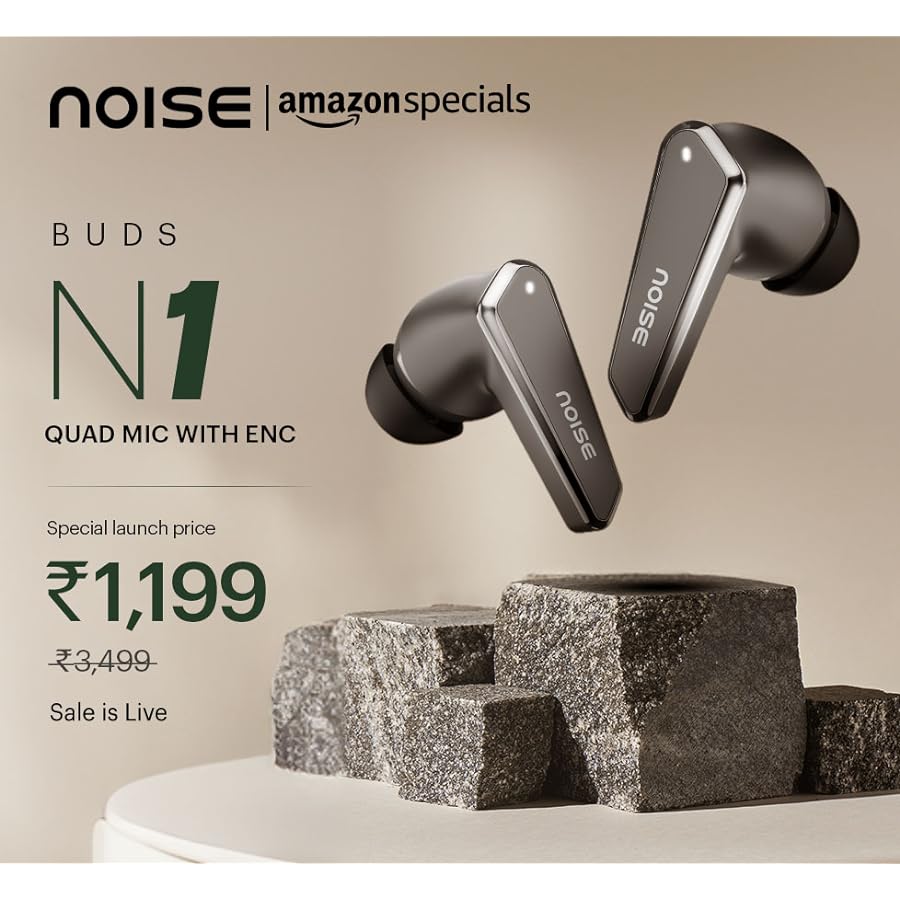 NOISE | amazonspecials
BUDS
N1
QUAD MIC WITH ENC
Special launch price
₹1,199
₹3,499
Sale is Live
NOISE
NOISE